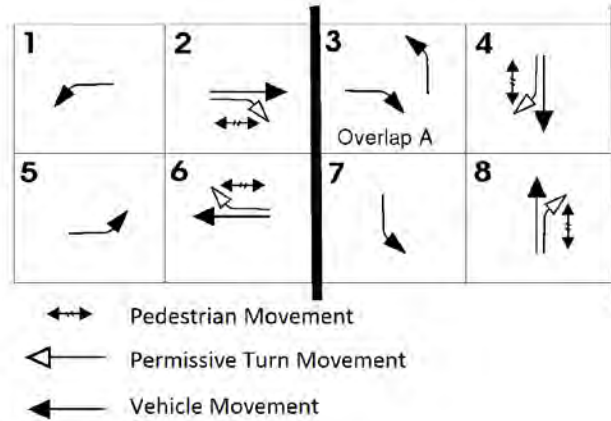 1 2 3 4
Overlap A
5 6 7 8
Pedestrian Movement
Permissive Turn Movement
Vehicle Movement